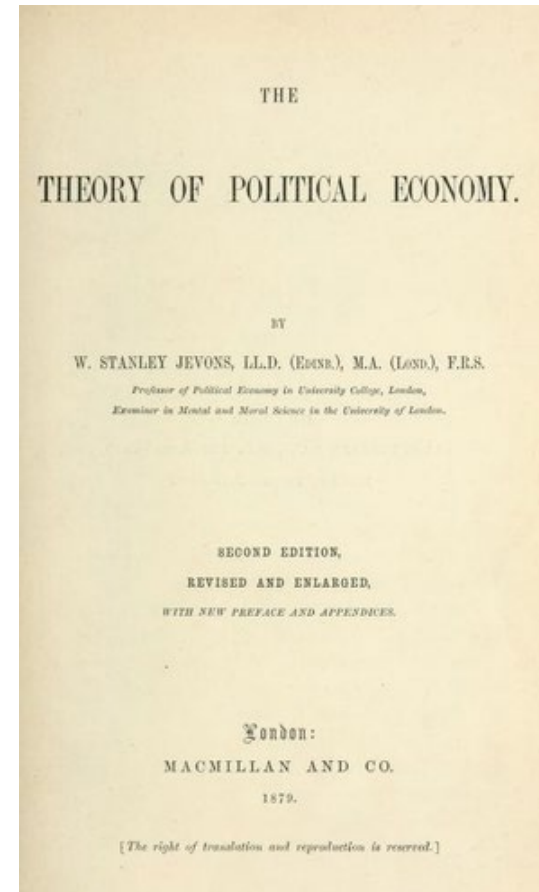 THE
THEORY OF POLITICAL ECONOMY.
BY
W. STANLEY JEVONS, LL.D. (EDINB.), M.A. (LOND.), F.R.S.
Professor of Political Economy in University College, London,
Examiner in Mental and Moral Science in the University of London.
SECOND EDITION,
REVISED AND ENLARGED,
WITH NEW PREFACE AND APPENDICES.
London:
MACMILLAN AND CO.
1879.
[The right of translation and reproduction is reserved.]